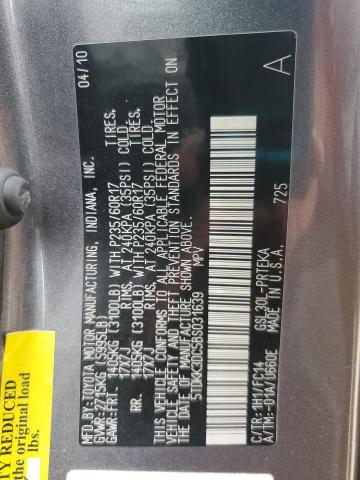 MFD.BY:TOYOTA MOTOR MANUFACTURING, INDIANA, INC. 04/10
GVWR:2715KG (5995LB)
GAWR:FRT. 1405KG (3100LB) WITH P235/60R17 TIRES,
17X7J RIMS, AT 240KPA (35PSI) COLD
RR. 1405KG (3100LB) WITH P235/60R17 TIRES,
17X7J RIMS, AT 240KPA (35PSI) COLD
THIS VEHICLE CONFORMS TO ALL APPLICABLE FEDERAL MOTOR
VEHICLE SAFETY AND THEFT PREVENTION STANDARDS IN EFFECT ON
THE DATE OF MANUFACTURE SHOWN ABOVE.
MPV
C/TR:1H1/FC14
A/TM:-01A/U660E
GSL30L-PRTEKA
MADE IN U.S.A.
725
A
TY REDUCED
the original load
lbs.